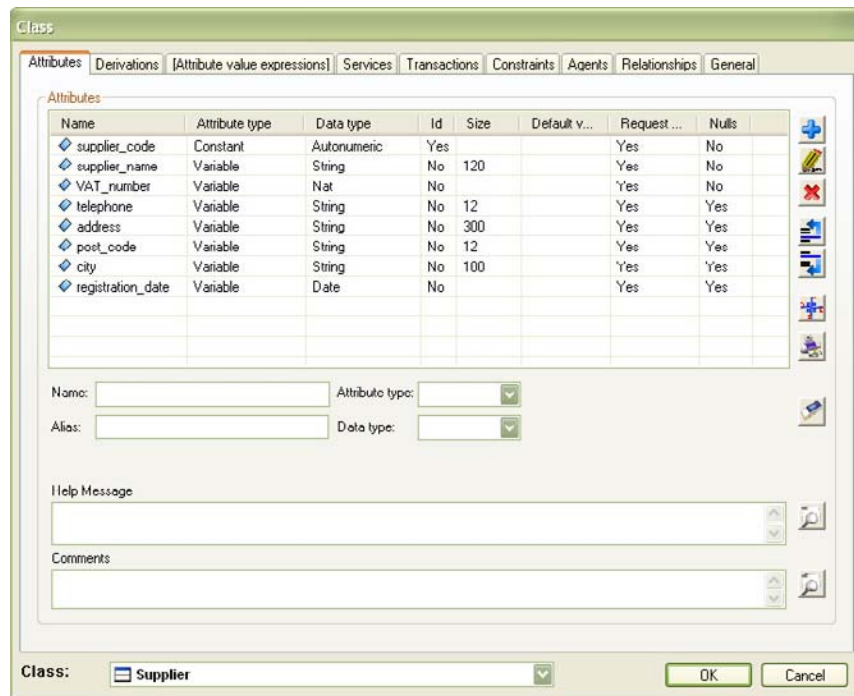 Class
Attributes Derivations [Attribute value expressions] Services Transactions Constraints Agents Relationships General
Attributes
Name Attribute type Data type Id Size Default v... Request ... Nulls
supplier_code Constant Autonumeric Yes Yes No
supplier_name Variable String No 120 Yes No
VAT_number Variable Nat No Yes No
telephone Variable String No 12 Yes Yes
address Variable String No 300 Yes Yes
post_code Variable String No 12 Yes Yes
city Variable String No 100 Yes Yes
registration_date Variable Date No Yes Yes
Name: Attribute type:
Alias: Data type:
Help Message
Comments
Class: Supplier OK Cancel